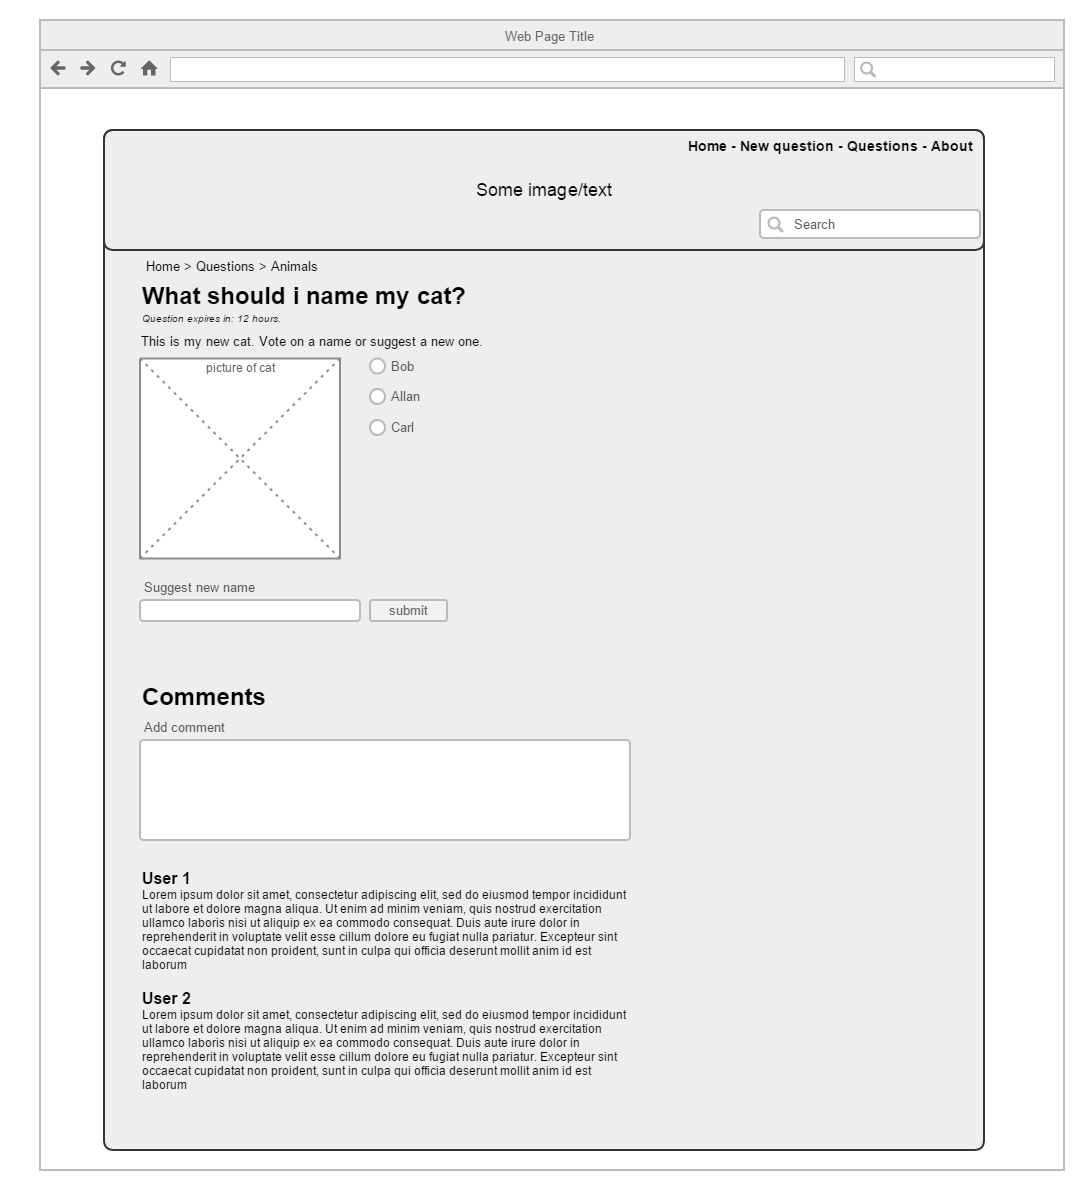 Web Page Title
Home - New question - Questions - About
Some image/text
Search
Home > Questions > Animals
What should i name my cat?
Question expires in: 12 hours.
This is my new cat. Vote on a name or suggest a new one.
picture of cat
Bob
Allan
Carl
Suggest new name
submit
Comments
Add comment
User 1
Lorem ipsum dolor sit amet, consectetur adipiscing elit, sed do eiusmod tempor incididunt
ut labore et dolore magna aliqua. Ut enim ad minim veniam, quis nostrud exercitation
ullamco laboris nisi ut aliquip ex ea commodo consequat. Duis aute irure dolor in
reprehenderit in voluptate velit esse cillum dolore eu fugiat nulla pariatur. Excepteur sint
occaecat cupidatat non proident, sunt in culpa qui officia deserunt mollit anim id est
laborum
User 2
Lorem ipsum dolor sit amet, consectetur adipiscing elit, sed do eiusmod tempor incididunt
ut labore et dolore magna aliqua. Ut enim ad minim veniam, quis nostrud exercitation
ullamco laboris nisi ut aliquip ex ea commodo consequat. Duis aute irure dolor in
reprehenderit in voluptate velit esse cillum dolore eu fugiat nulla pariatur. Excepteur sint
occaecat cupidatat non proident, sunt in culpa qui officia deserunt mollit anim id est
laborum